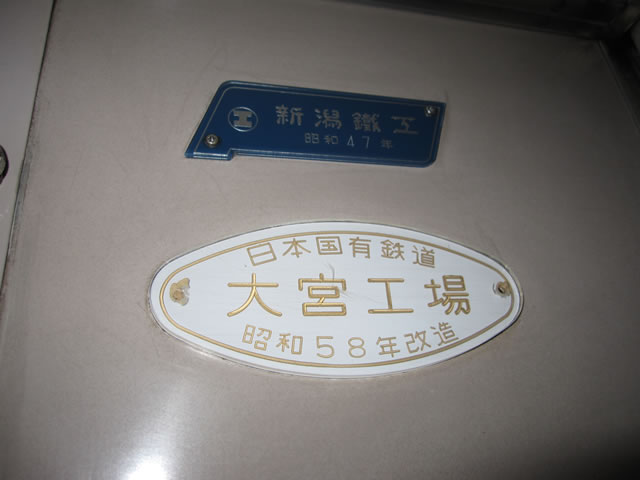 新潟鐵工
昭和47年
日本国有鉄道
大宮工場
昭和58年改造